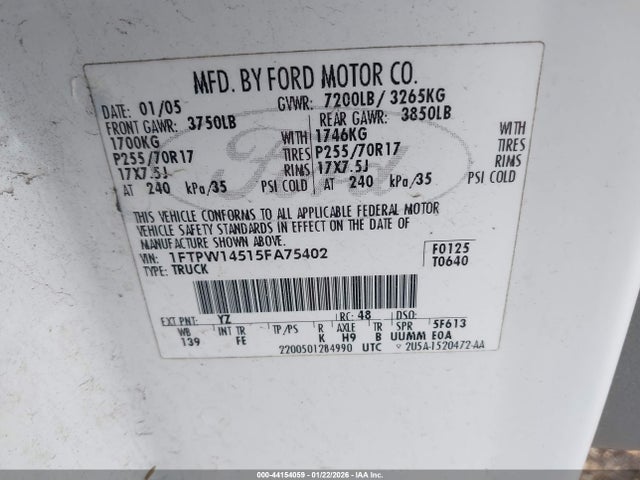 MFD. BY FORD MOTOR CO.
DATE: 01/05 GVWR: 7200LB/ 3265KG
FRONT GAWR: 3750LB REAR GAWR: 3850LB
1700KG WITH 1746KG WITH
P255/70R17 TIRES P255/70R17 TIRES
17X7.5J RIMS 17X7.5J RIMS
AT 240 kPa/35 PSI COLD AT 240 kPa/35 PSI COLD
THIS VEHICLE CONFORMS TO ALL APPLICABLE FEDERAL MOTOR
VEHICLE SAFETY STANDARDS IN EFFECT ON THE DATE OF
MANUFACTURE SHOWN ABOVE.
VIN: 1FTPW14515FA75402 F0125
TYPE: TRUCK T0640
EXT PNT: YZ RC: 48 DSO:
WB INT TR TP/PS R AXLE TR SPR 5F613
139 FE K H9 B UUMM E0A
2200501284990 UTC 2U5A-1520472-AA
Ford
000-44154059 - 01/22/2026 - IAA Inc.